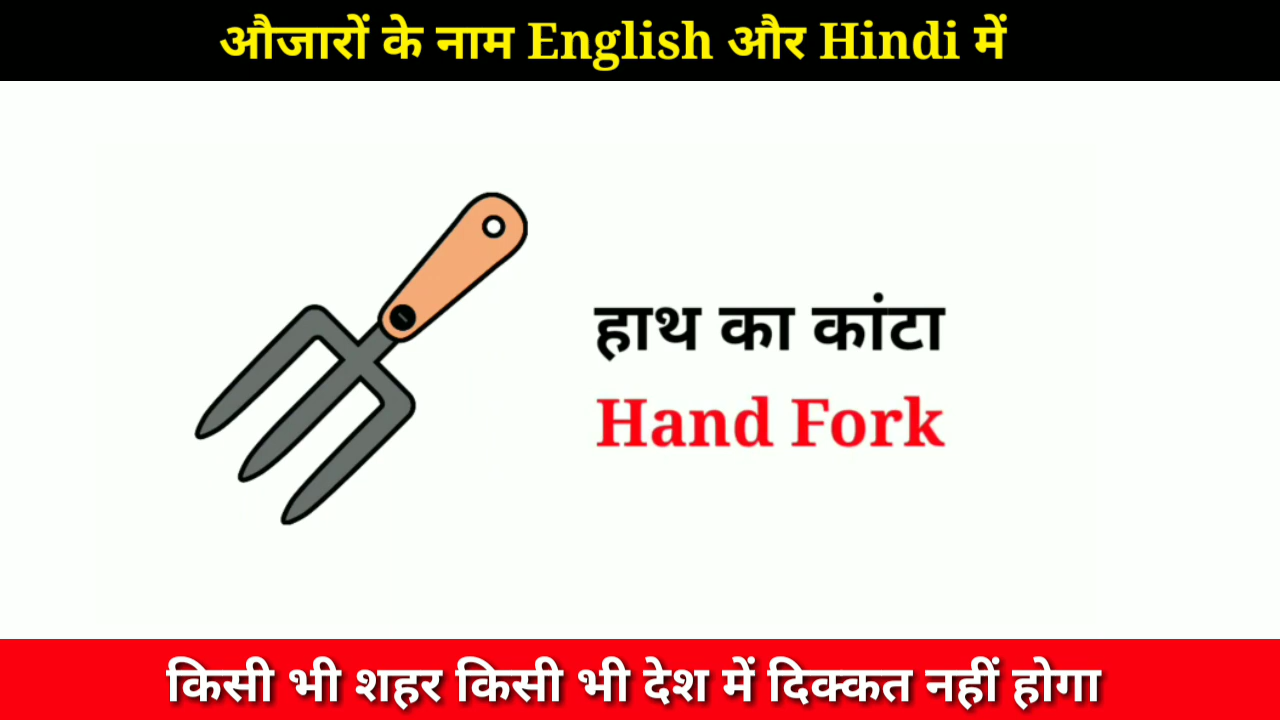 औजारों के नाम English और Hindi में
हाथ का कांटा
Hand Fork
किसी भी शहर किसी भी देश में दिक्कत नहीं होगा